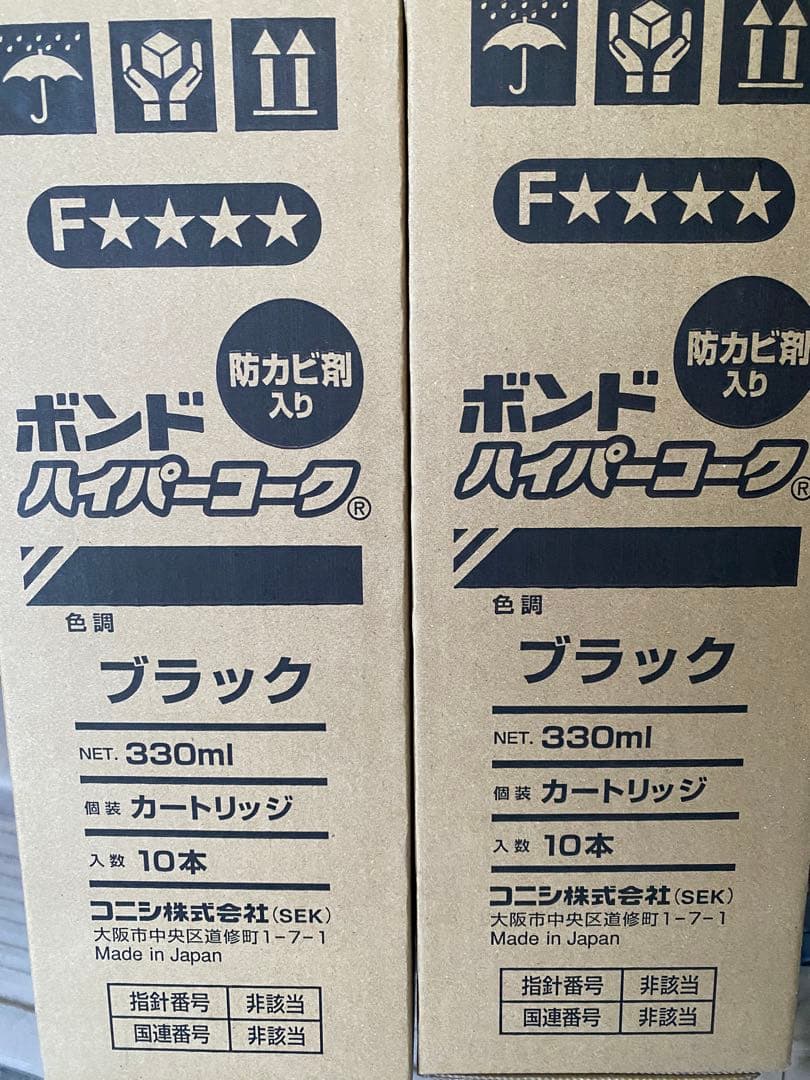 F★★★★
防カビ剤
入り
ボンド
ハイパーコーク®
色調
ブラック
NET. 330ml
個装 カートリッジ
入数 10本
コニシ株式会社(SEK)
大阪市中央区道修町1-7-1
Made in Japan
指針番号 非該当
国連番号 非該当
F★★★★
防カビ剤
入り
ボンド
ハイパーコーク®
色調
ブラック
NET. 330ml
個装 カートリッジ
入数 10本
コニシ株式会社(SEK)
大阪市中央区道修町1-7-1
Made in Japan
指針番号 非該当
国連番号 非該当